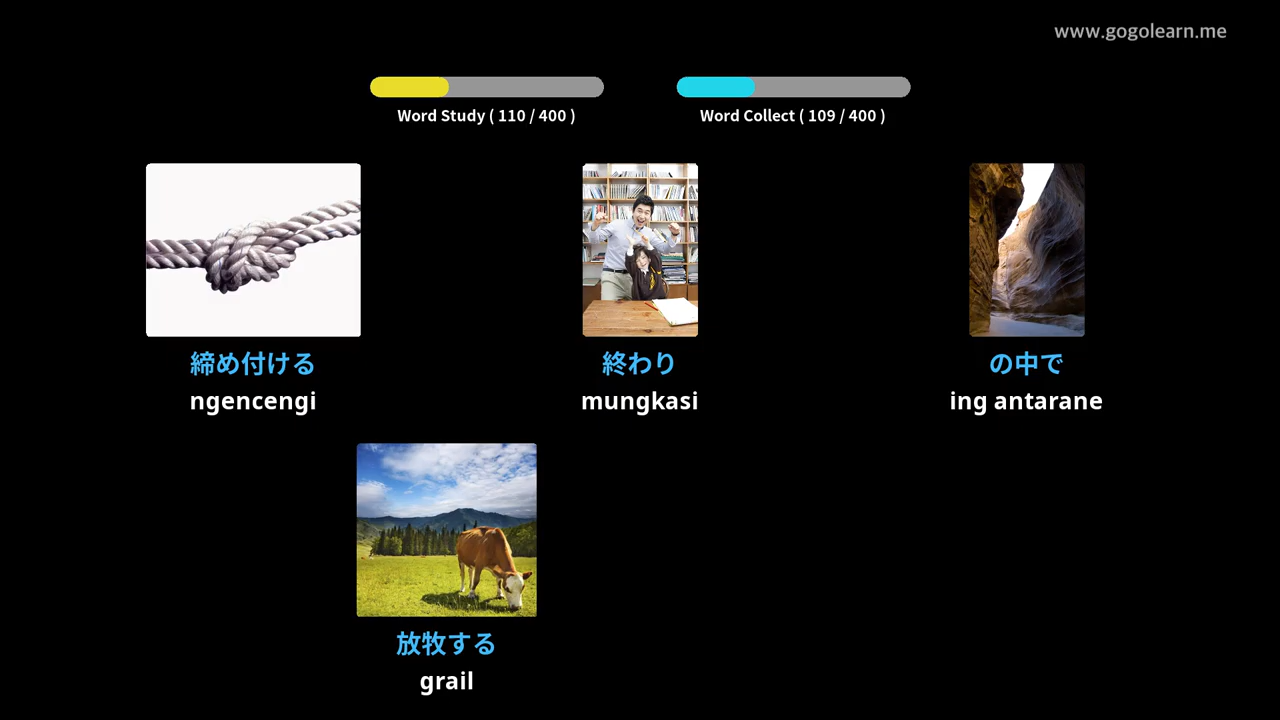 www.gogolearn.me
Word Study ( 110 / 400 )
Word Collect ( 109 / 400 )
締め付ける
ngencengi
終わり
mungkasi
の中で
ing antarane
放牧する
grail